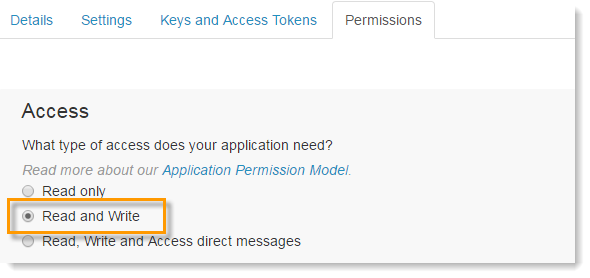 Details Settings Keys and Access Tokens Permissions
Access
What type of access does your application need?
Read more about our Application Permission Model.
Read only
Read and Write
Read, Write and Access direct messages